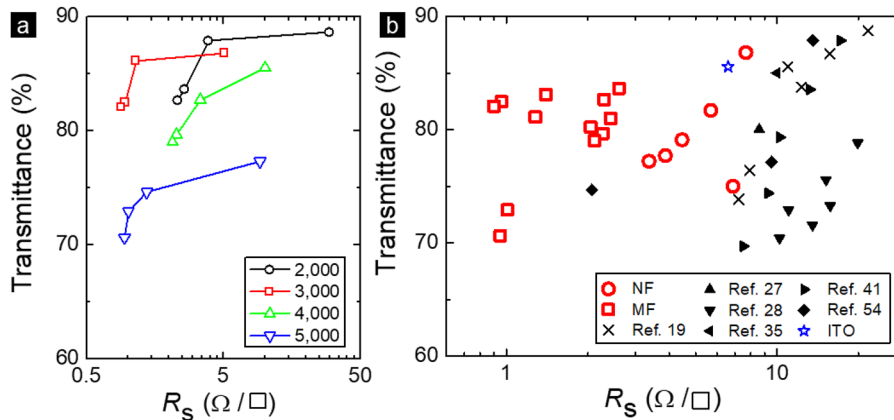 a
90
80
70
60
Transmittance (%)
2,000
3,000
4,000
5,000
0.5
5
50
Rs (Ω/□)
b
90
80
70
60
Transmittance (%)
NF
MF
Ref. 19
Ref. 27
Ref. 28
Ref. 35
Ref. 41
Ref. 54
ITO
1
10
Rs (Ω/□)